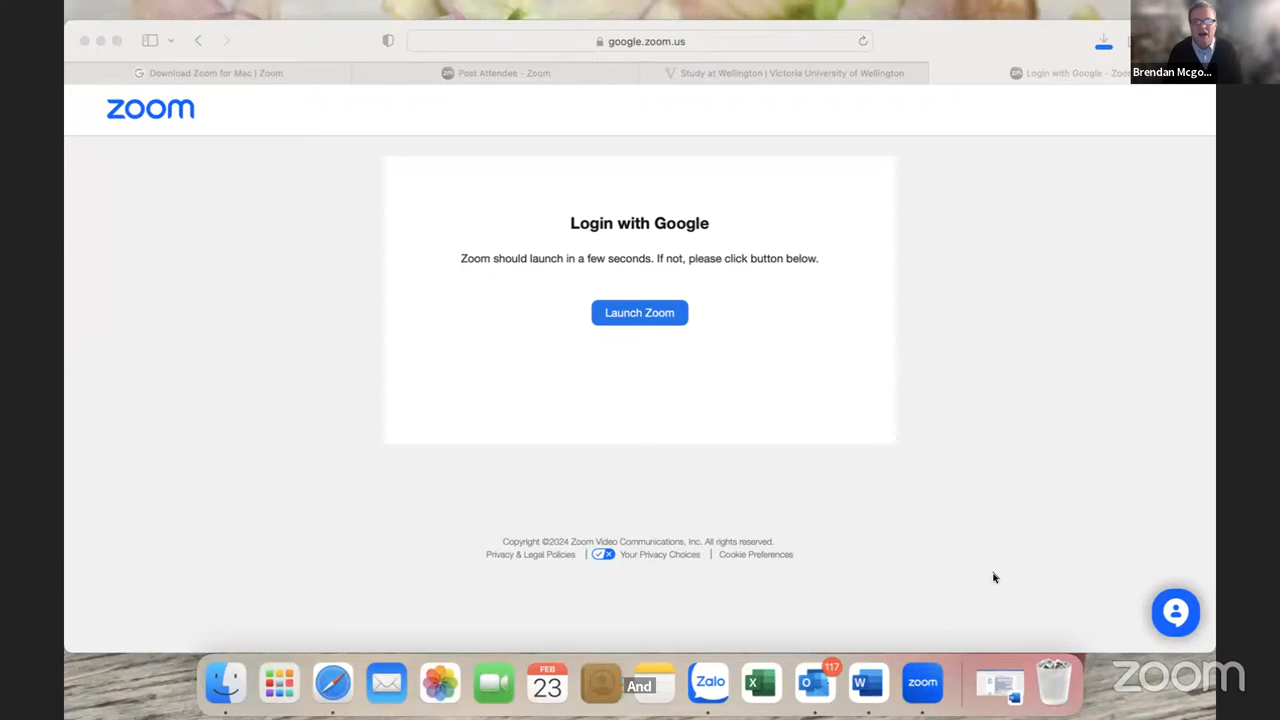 google.zoom.us
Download Zoom for Mac | Zoom
Post Attendee - Zoom
Study at Wellington | Victoria University of Wellington
Login with Google - Zoo
Brendan Mcgo...
zoom
Login with Google
Zoom should launch in a few seconds. If not, please click button below.
Launch Zoom
Copyright ©2024 Zoom Video Communications, Inc. All rights reserved.
Privacy & Legal Policies | Your Privacy Choices | Cookie Preferences
FEB
23
And
Zalo
X
O
117
W
zoom
zoom